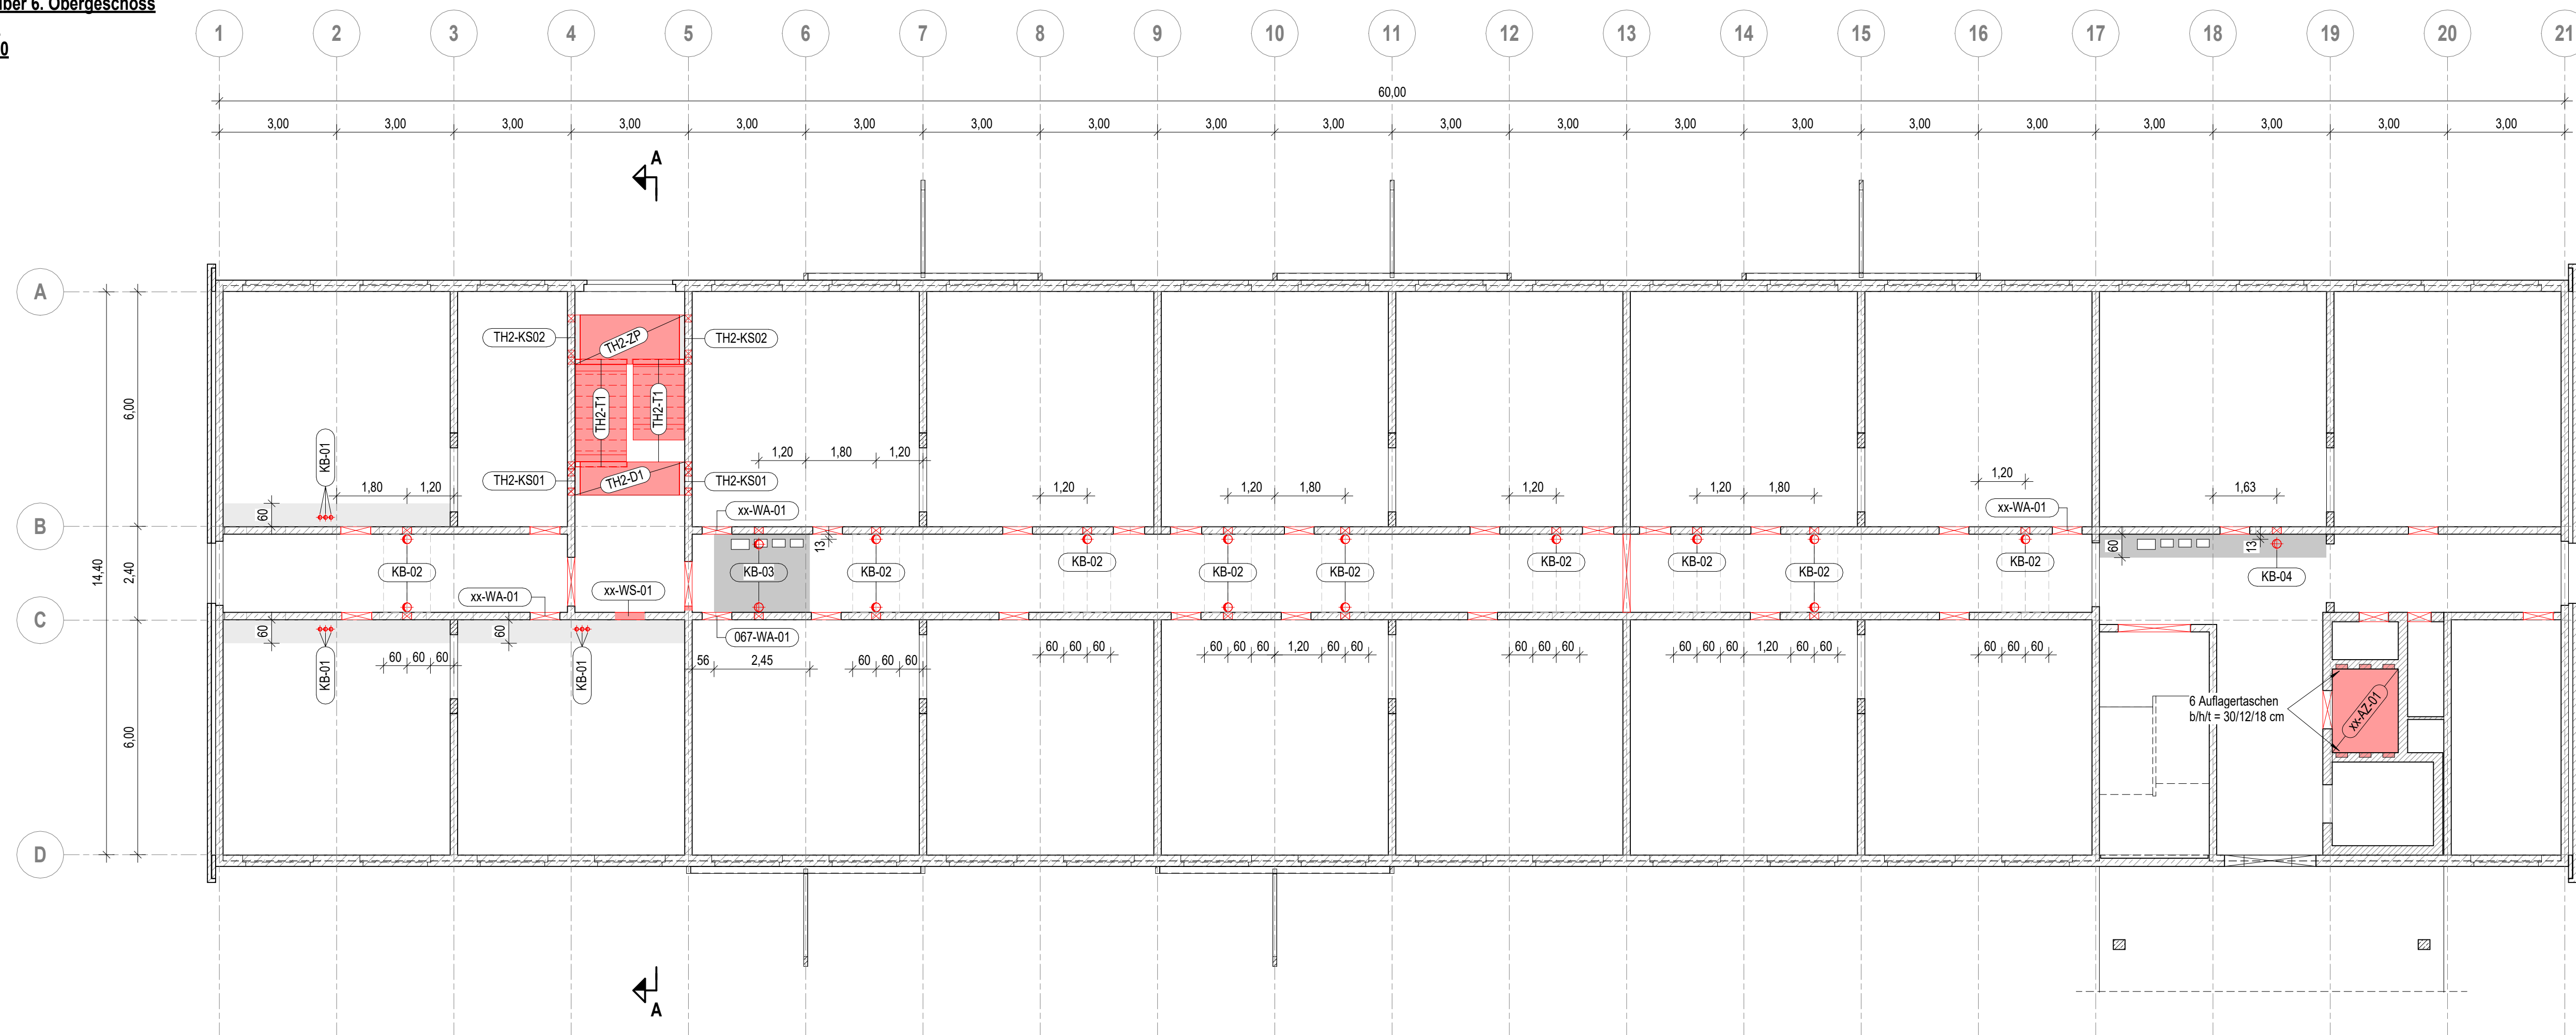 über 6. Obergeschoss
0
1 2 3 4 5 6 7 8 9 10 11 12 13 14 15 16 17 18 19 20 21
60,00
3,00 3,00 3,00 3,00 3,00 3,00 3,00 3,00 3,00 3,00 3,00 3,00 3,00 3,00 3,00 3,00 3,00 3,00 3,00 3,00
A
A
TH2-KS02 TH2-ZP TH2-KS02
TH2-T1 TH2-T1
6,00
KB-01
1,20 1,80 1,20
TH2-KS01 TH2-D1 TH2-KS01
1,80 1,20
1,20 1,20 1,80 1,20 1,20 1,80 1,20 1,63
60
xx-WA-01 xx-WA-01
B
13 60 13
14,40
2,40
KB-02 KB-03 KB-02 KB-02 KB-02 KB-02 KB-02 KB-02 KB-02 KB-02 KB-04
xx-WA-01 xx-WS-01
C
60 60
067-WA-01
KB-01 KB-01
60 60 60
56 2,45
60 60 60
60 60 60
60 60 60 1,20 60 60
60 60 60
60 60 60 1,20 60 60
60 60 60
6,00
6 Auflagertaschen
b/h/t = 30/12/18 cm
xx-AZ-01
D
A